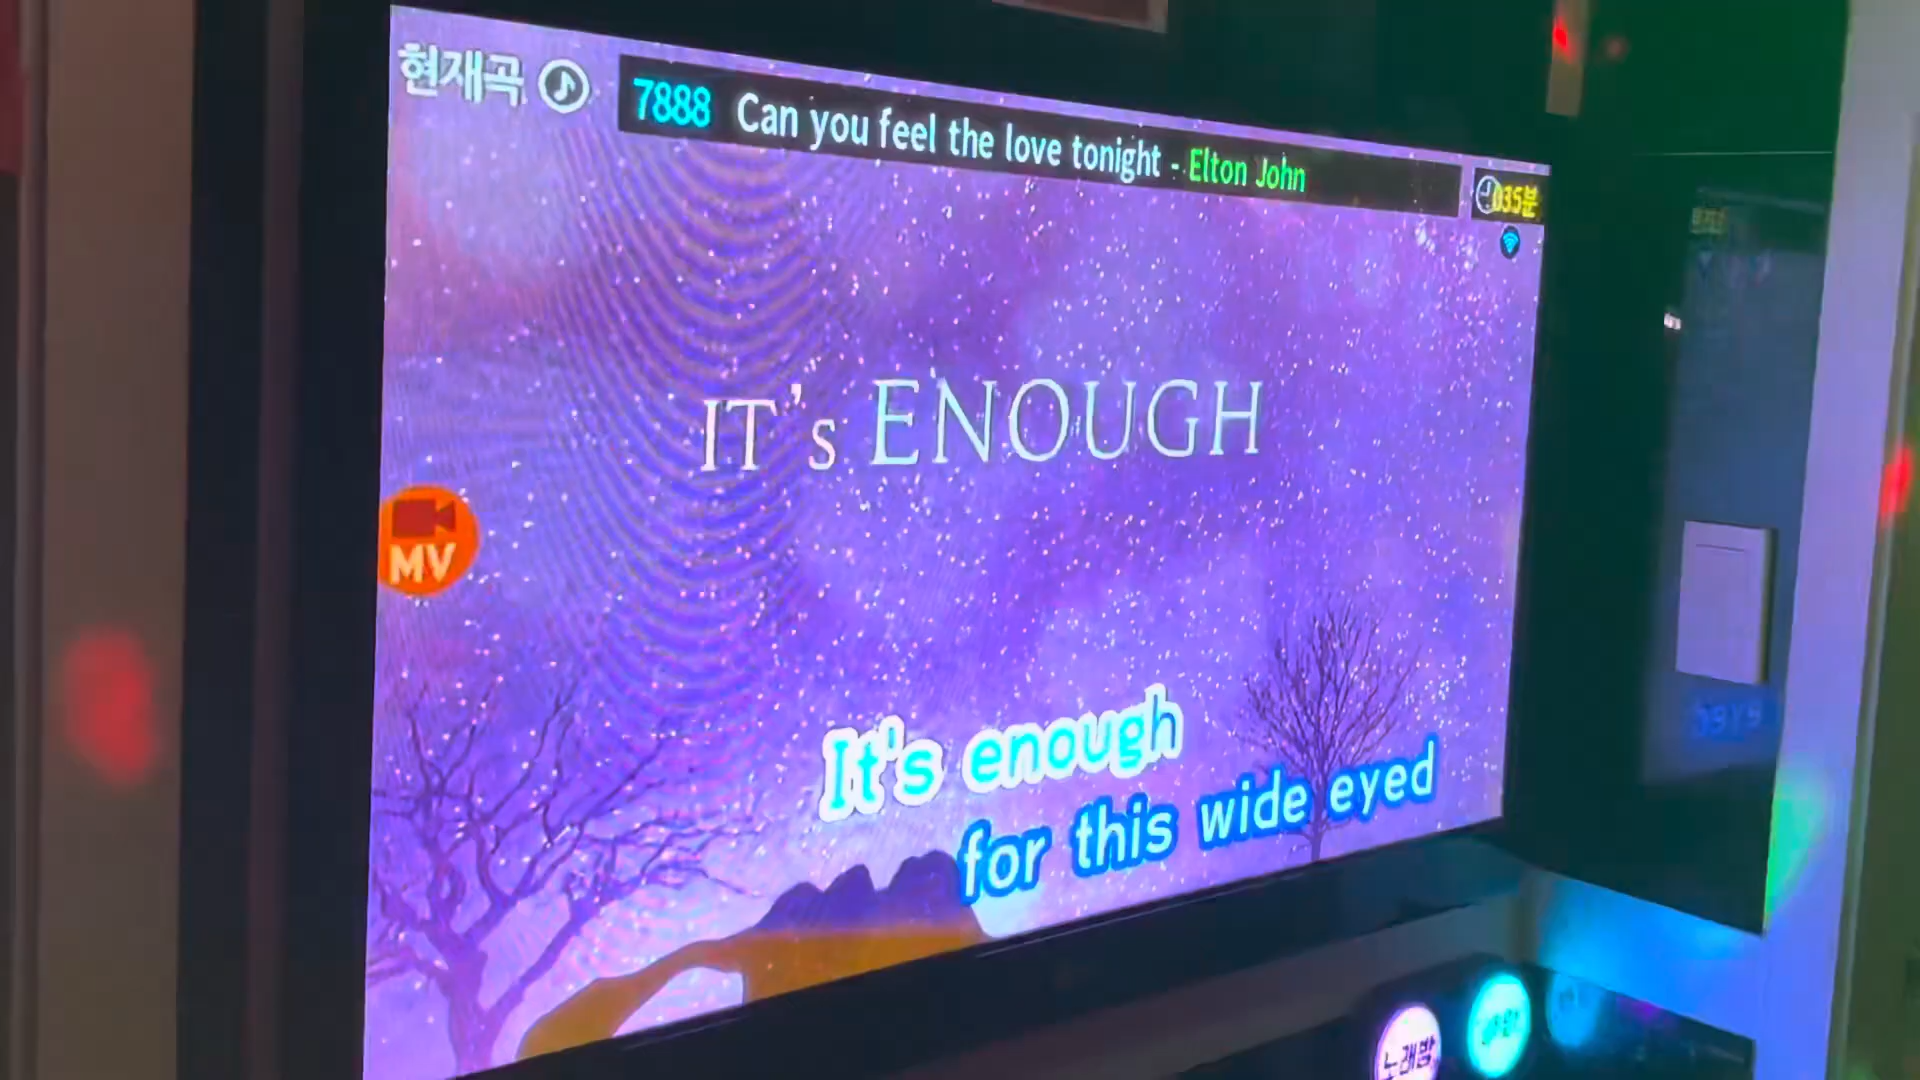 현재곡
7888 Can you feel the love tonight - Elton John
035분
IT's ENOUGH
MV
It's enough
for this wide eyed
노래방